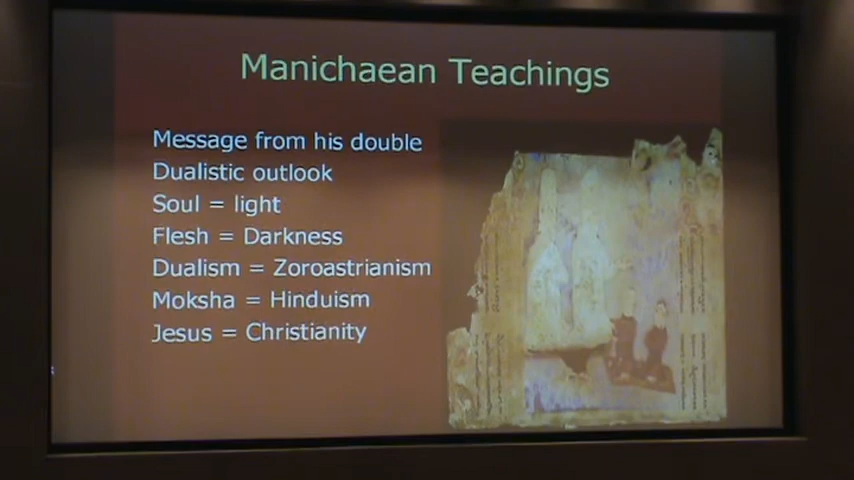 Manichaean Teachings
Message from his double
Dualistic outlook
Soul = light
Flesh = Darkness
Dualism = Zoroastrianism
Moksha = Hinduism
Jesus = Christianity